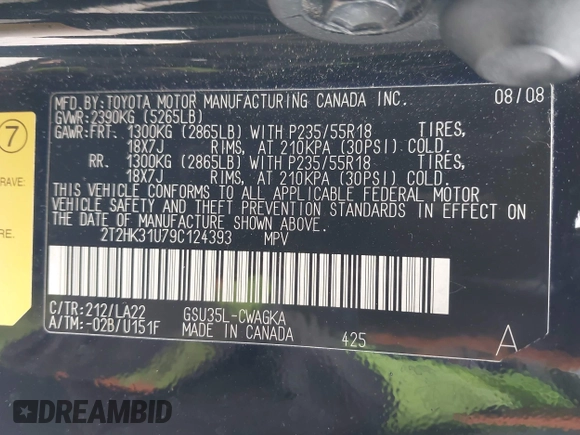 MFD.BY:TOYOTA MOTOR MANUFACTURING CANADA INC. 08/08
GVWR:2390KG (5265LB)
GAWR:FRT. 1300KG (2865LB) WITH P235/55R18 TIRES,
18X7J RIMS, AT 210KPA (30PSI) COLD.
RR. 1300KG (2865LB) WITH P235/55R18 TIRES,
18X7J RIMS, AT 210KPA (30PSI) COLD.
THIS VEHICLE CONFORMS TO ALL APPLICABLE FEDERAL MOTOR
VEHICLE SAFETY AND THEFT PREVENTION STANDARDS IN EFFECT ON
THE DATE OF MANUFACTURE SHOWN ABOVE.
2T2HK31U79C124393 MPV
C/TR:212/LA22 GSU35L-CWAGKA
A/TM:-02B/U151F MADE IN CANADA 425 A
7
RAVE:
DREAMBID